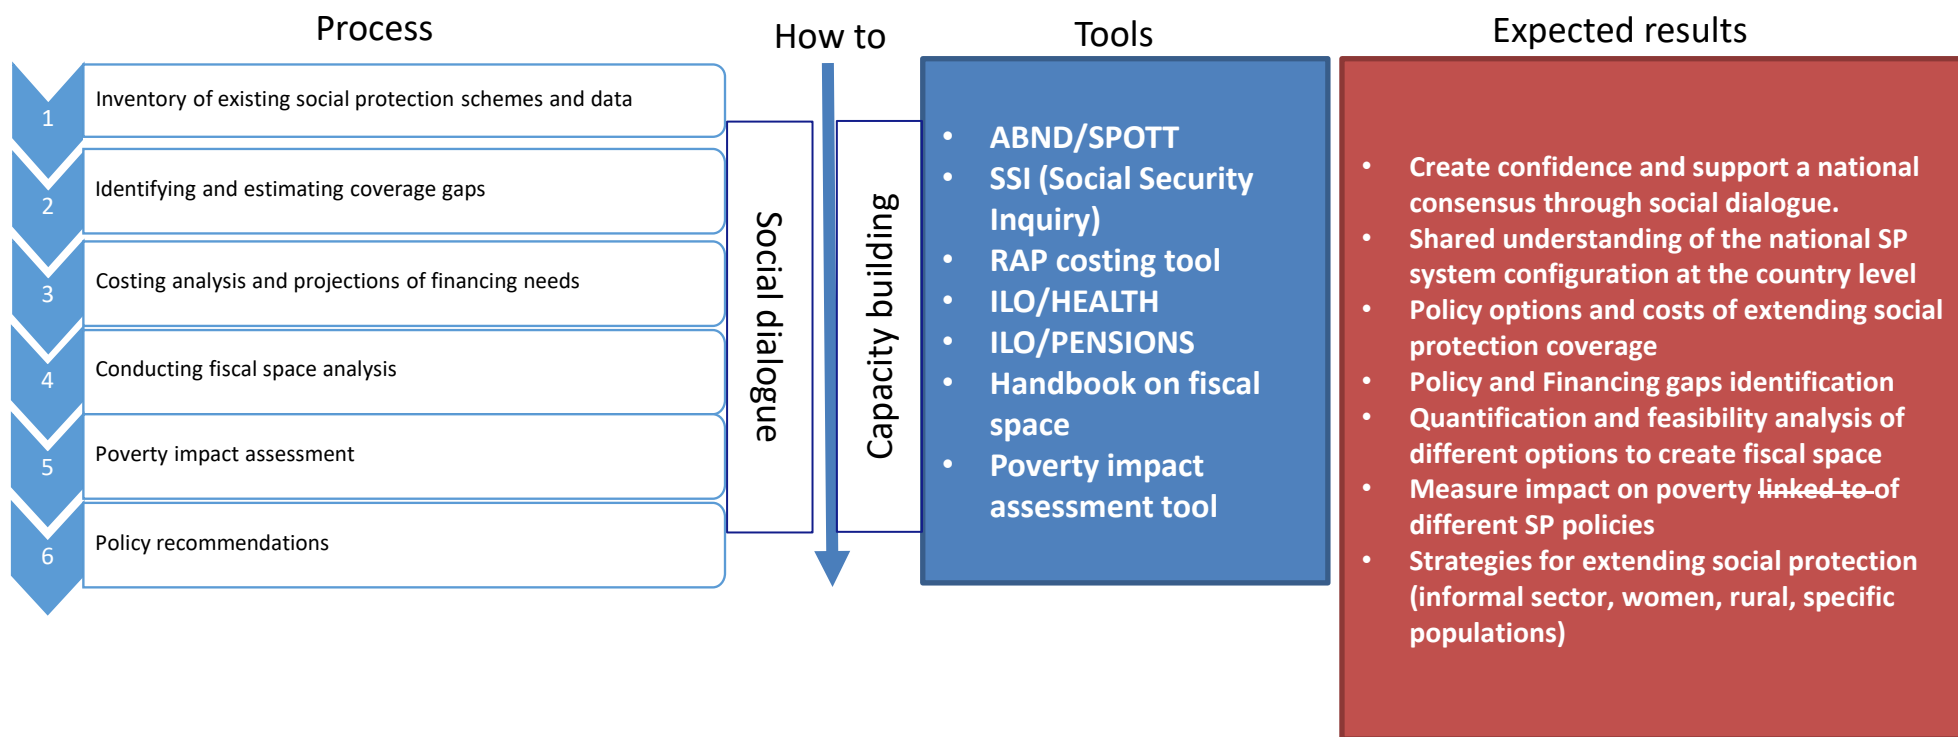 Process
1
Inventory of existing social protection schemes and data
2
Identifying and estimating coverage gaps
3
Costing analysis and projections of financing needs
4
Conducting fiscal space analysis
5
Poverty impact assessment
6
Policy recommendations
How to
Social dialogue
Capacity building
Tools
• ABND/SPOTT
• SSI (Social Security
Inquiry)
• RAP costing tool
• ILO/HEALTH
• ILO/PENSIONS
• Handbook on fiscal
space
• Poverty impact
assessment tool
Expected results
• Create confidence and support a national
consensus through social dialogue.
• Shared understanding of the national SP
system configuration at the country level
• Policy options and costs of extending social
protection coverage
• Policy and Financing gaps identification
• Quantification and feasibility analysis of
different options to create fiscal space
• Measure impact on poverty linked to of
different SP policies
• Strategies for extending social protection
(informal sector, women, rural, specific
populations)